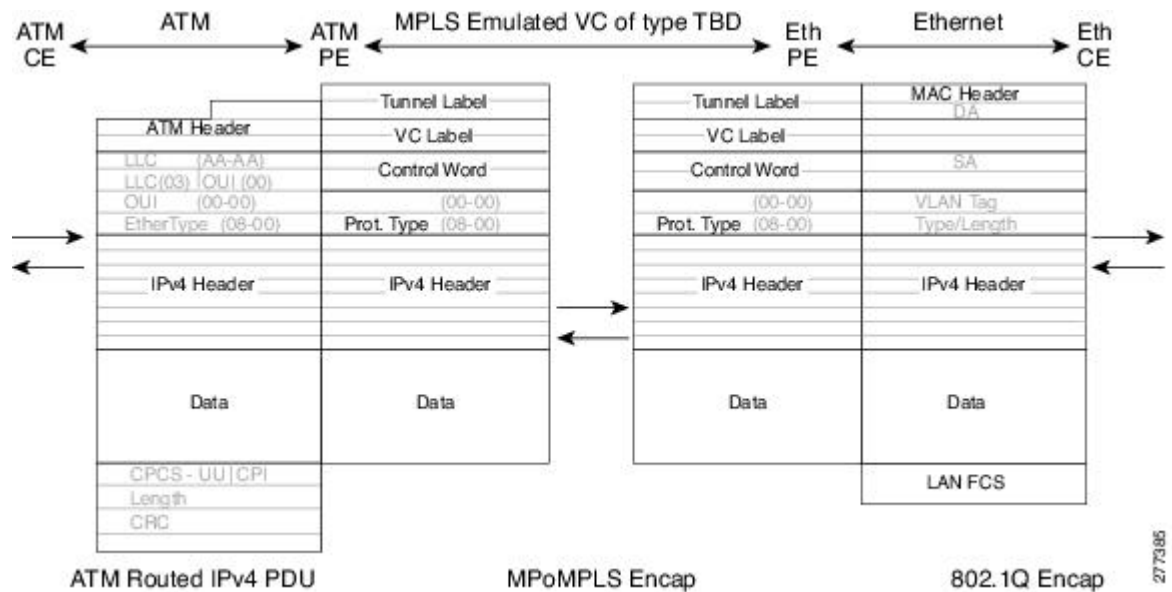 ATM CE
ATM
ATM PE
MPLS Emulated VC of type TBD
Eth PE
Ethernet
Eth CE
ATM Header
LLC (AA-AA)
LLC(03) OUI (00)
OUI (00-00)
EtherType (08-00)
IPv4 Header
Data
CPCS - UU | CPI
Length
CRC
Tunnel Label
VC Label
Control Word
(00-00)
Prot. Type (08-00)
IPv4 Header
Data
Tunnel Label
VC Label
Control Word
(00-00)
Prot. Type (08-00)
IPv4 Header
Data
MAC Header
DA
SA
VLAN Tag
Type/Length
IPv4 Header
Data
LAN FCS
ATM Routed IPv4 PDU
MPoMPLS Encap
802.1Q Encap
277385